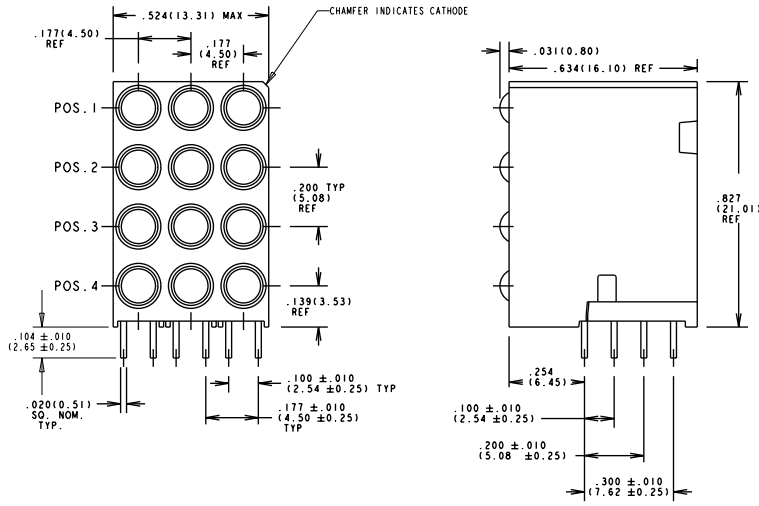 .524(13.31) MAX
CHAMFER INDICATES CATHODE
.177(4.50)
REF
.177
(4.50)
REF
.031(0.80)
.634(16.10) REF
POS.1
POS.2
POS.3
POS.4
.200 TYP
(5.08)
REF
.827
(21.01)
REF
.139(3.53)
REF
.104 ±.010
(2.65 ±0.25)
.020(0.51)
SQ. NOM.
TYP.
.100 ±.010
(2.54 ±0.25) TYP
.177 ±.010
(4.50 ±0.25)
TYP
.254
(6.45)
.100 ±.010
(2.54 ±0.25)
.200 ±.010
(5.08 ±0.25)
.300 ±.010
(7.62 ±0.25)